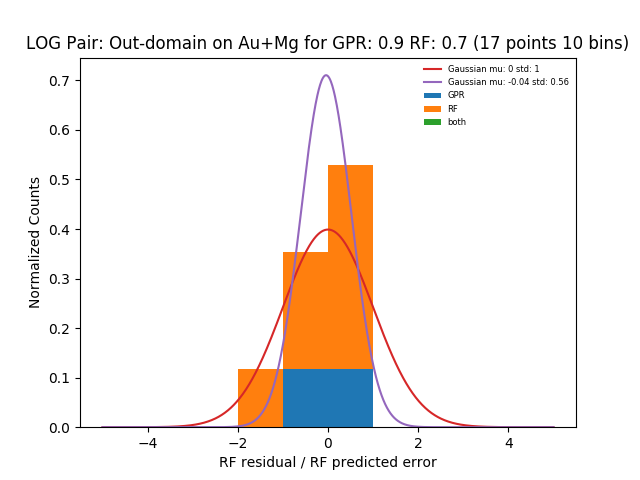 LOG Pair: Out-domain on Au+Mg for GPR: 0.9 RF: 0.7 (17 points 10 bins)
Gaussian mu: 0 std: 1
Gaussian mu: -0.04 std: 0.56
GPR
RF
both
Normalized Counts
0.7
0.6
0.5
0.4
0.3
0.2
0.1
0.0
−4 −2 0 2 4
RF residual / RF predicted error